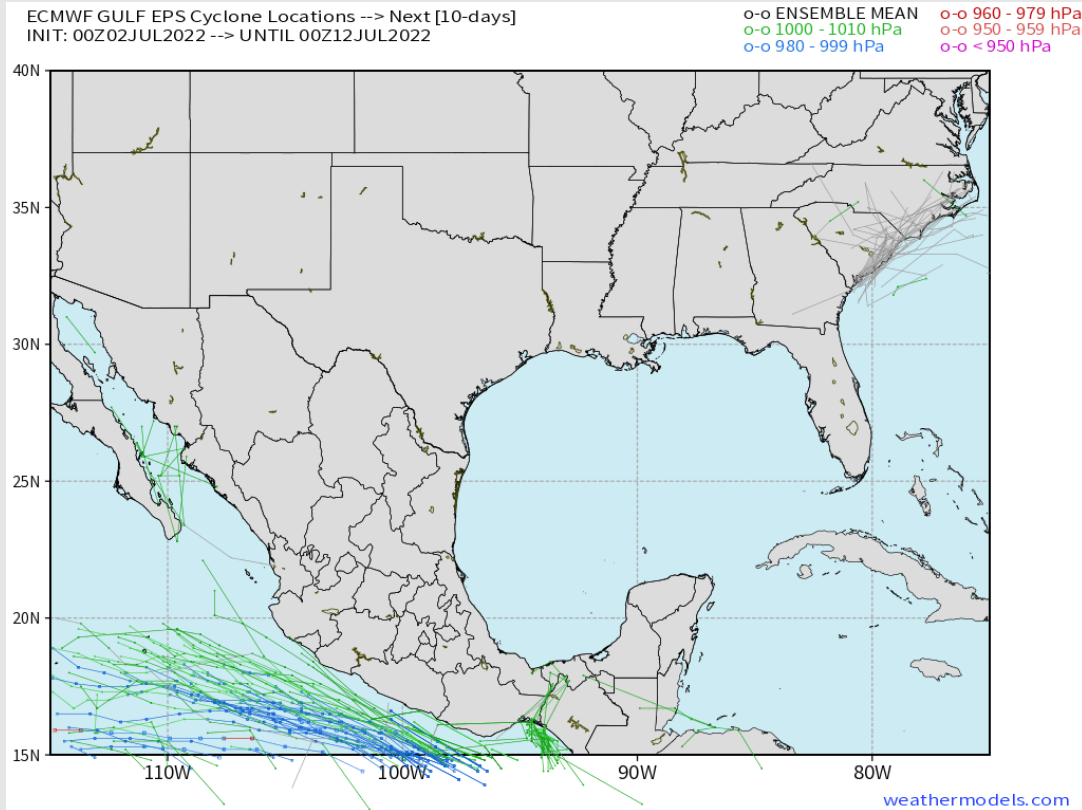 ECMWF GULF EPS Cyclone Locations --> Next [10-days]
INIT: 00Z02JUL2022 --> UNTIL 00Z12JUL2022
o-o ENSEMBLE MEAN
o-o 1000 - 1010 hPa
o-o 980 - 999 hPa
o-o 960 - 979 hPa
o-o 950 - 959 hPa
o-o < 950 hPa
40N
35N
30N
25N
20N
15N
110W 100W 90W 80W
weathermodels.com